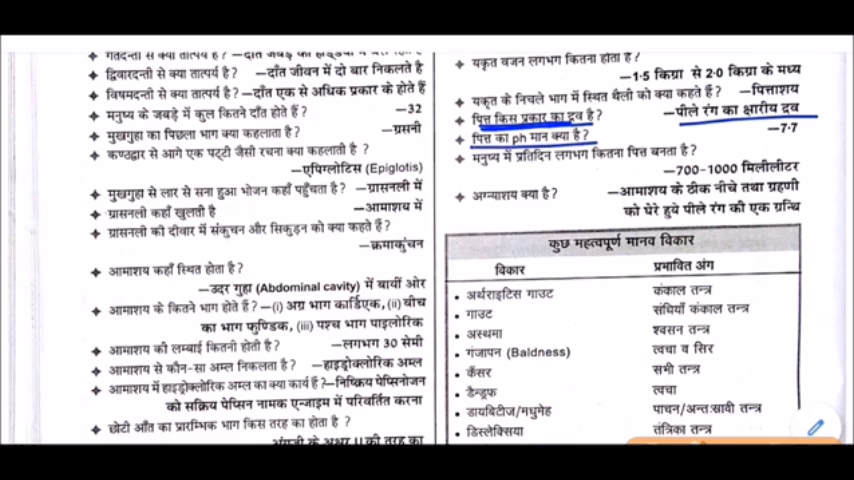 गतदन्ती से क्या तात्पर्य है? —दाँत जबड़े की हड्डियों में
✦ द्विवारदन्ती से क्या तात्पर्य है? —दाँत जीवन में दो बार निकलते है
✦ विषमदन्ती से क्या तात्पर्य है? —दाँत एक से अधिक प्रकार के होते हैं
✦ मनुष्य के जबड़े में कुल कितने दाँत होते हैं? —32
✦ मुखगुहा का पिछला भाग क्या कहलाता है? —ग्रसनी
✦ कण्ठद्वार से आगे एक पट्टी जैसी रचना क्या कहलाती है ?
—एपिग्लोटिस (Epiglotis)
✦ मुखगुहा से लार से सना हुआ भोजन कहाँ पहुँचता है? —ग्रासनली में
✦ ग्रासनली कहाँ खुलती है —आमाशय में
✦ ग्रासनली की दीवार में संकुचन और सिकुड़न को क्या कहते हैं?
—क्रमाकुंचन
✦ आमाशय कहाँ स्थित होता है?
—उदर गुहा (Abdominal cavity) में बायीं ओर
✦ आमाशय के कितने भाग होते हैं? —(i) अग्र भाग कार्डिएक, (ii) बीच
का भाग फुण्डिक, (iii) पश्च भाग पाइलोरिक
✦ आमाशय की लम्बाई कितनी होती है? —लगभग 30 सेमी
✦ आमाशय से कौन-सा अम्ल निकलता है? —हाइड्रोक्लोरिक अम्ल
✦ आमाशय में हाइड्रोक्लोरिक अम्ल का क्या कार्य हैं ?—निष्क्रिय पेप्सिनोजन
को सक्रिय पेप्सिन नामक एन्जाइम में परिवर्तित करना
✦ छोटी आँत का प्रारम्भिक भाग किस तरह का होता है ?
अंग्रजी के अक्षर U की तरह का
✦ यकृत वजन लगभग कितना होता है?
—1·5 किग्रा से 2·0 किग्रा के मध्य
✦ यकृत के निचले भाग में स्थित थैली को क्या कहते है? —पित्ताशय
✦ पित्त किस प्रकार का द्रव है? —पीले रंग का क्षारीय द्रव
✦ पित्त का ph मान क्या है? —7·7
✦ मनुष्य में प्रतिदिन लगभग कितना पित्त बनता है?
—700-1000 मिलीलीटर
✦ अग्न्याशय क्या है? —आमाशय के ठीक नीचे तथा ग्रहणी
को घेरे हुये पीले रंग की एक ग्रन्थि
कुछ महत्वपूर्ण मानव विकार
विकार प्रभावित अंग
• अर्थराइटिस गाउट कंकाल तन्त्र
• गाउट संधियाँ कंकाल तन्त्र
• अस्थमा श्वसन तन्त्र
• गंजापन (Baldness) त्वचा व सिर
• कैंसर सभी तन्त्र
• डैन्ड्रफ त्वचा
• डायबिटीज/मधुमेह पाचन/अन्तःस्रावी तन्त्र
• डिस्लेक्सिया तंत्रिका तन्त्र